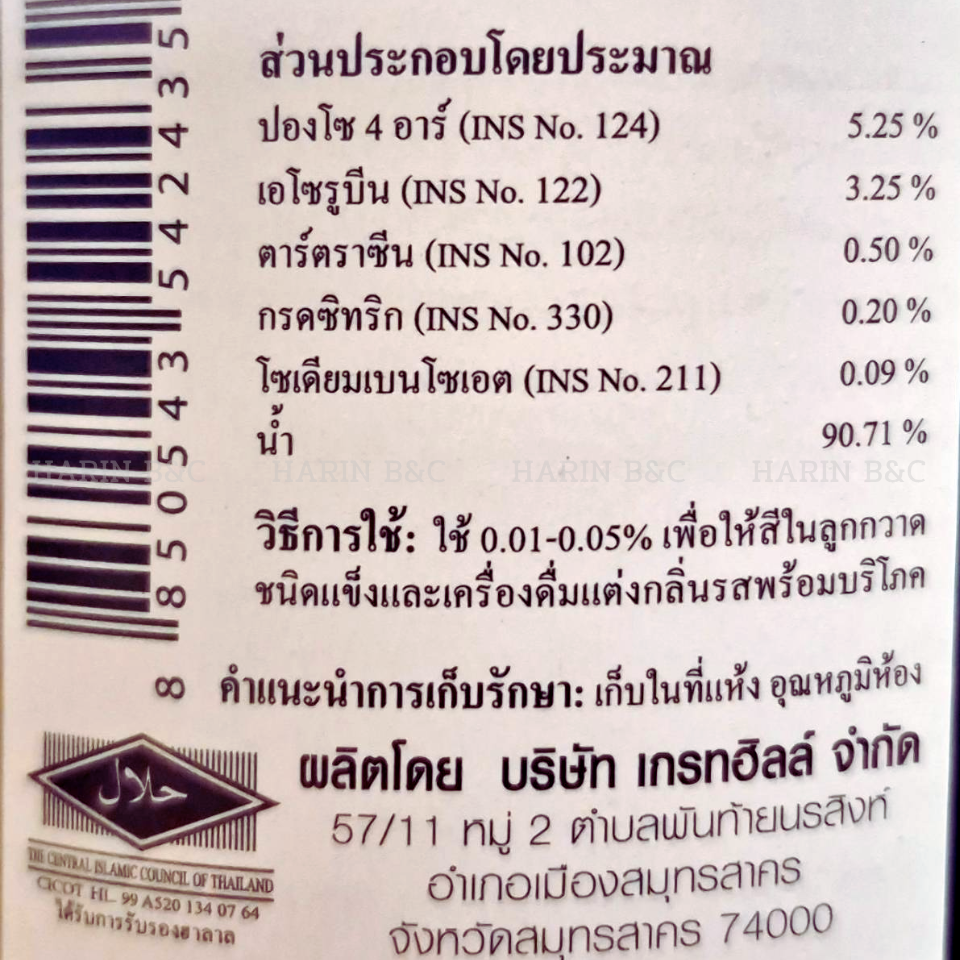 ส่วนประกอบโดยประมาณ
ปองโซ 4 อาร์ (INS No. 124) 5.25 %
เอโซรูบีน (INS No. 122) 3.25 %
ตาร์ตราซีน (INS No. 102) 0.50 %
กรดซิทริก (INS No. 330) 0.20 %
โซเดียมเบนโซเอต (INS No. 211) 0.09 %
น้ำ 90.71 %
HARIN B&C HARIN B&C HARIN B&C HARIN B&C
วิธีการใช้: ใช้ 0.01-0.05% เพื่อให้สีในลูกกวาด
ชนิดแข็งและเครื่องดื่มแต่งกลิ่นรสพร้อมบริโภค
คำแนะนำการเก็บรักษา: เก็บในที่แห้ง อุณหภูมิห้อง
ผลิตโดย บริษัท เกรทฮิลล์ จำกัด
57/11 หมู่ 2 ตำบลพันท้ายนรสิงห์
อำเภอเมืองสมุทรสาคร
จังหวัดสมุทรสาคร 74000
8 850543 542435
حلال
THE CENTRAL ISLAMIC COUNCIL OF THAILAND
CICOT HL. 99 A520 134 07 64
ได้รับการรับรองฮาลาล